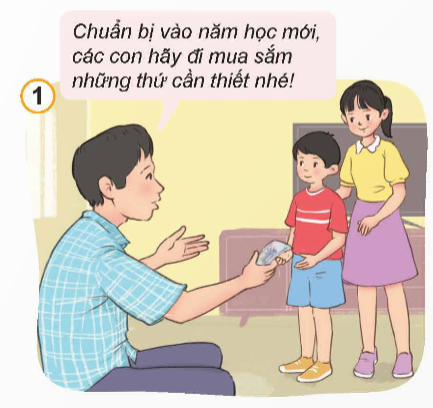 Chuẩn bị vào năm học mới,
các con hãy đi mua sắm
những thứ cần thiết nhé!
1